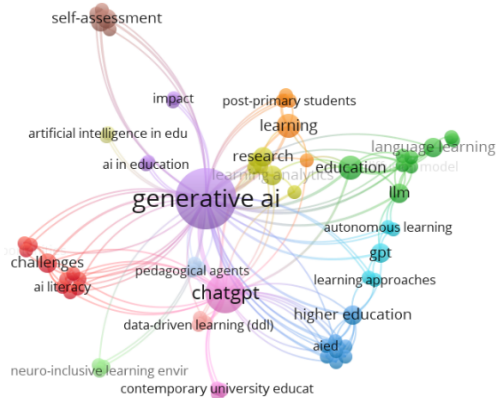 self-assessment
impact
post-primary students
learning
artificial intelligence in edu
language learning
research
ai in education
education
model
learning analytics
llm
generative ai
autonomous learning
gpt
challenges
pedagogical agents
learning approaches
ai literacy
chatgpt
higher education
data-driven learning (ddl)
aied
neuro-inclusive learning envir
contemporary university educat